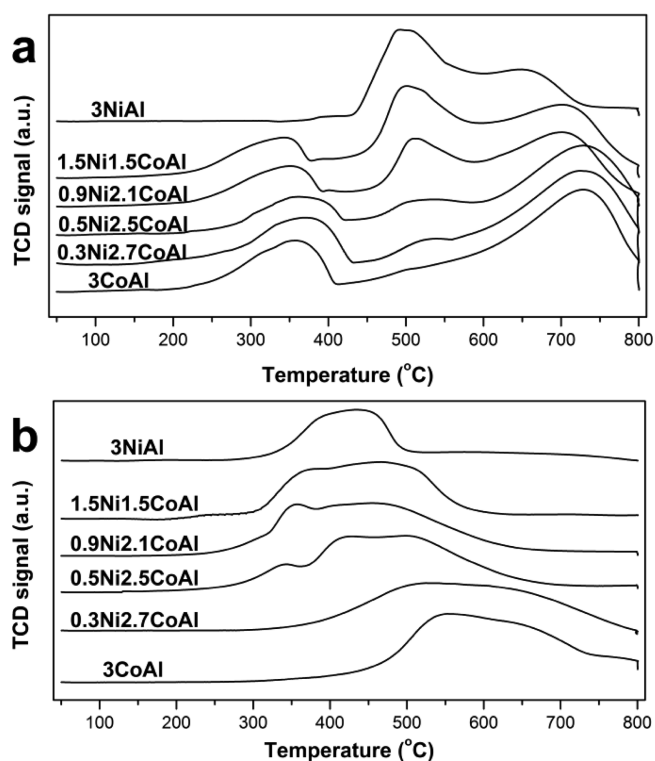 a
TCD signal (a.u.)
3NiAl
1.5Ni1.5CoAl
0.9Ni2.1CoAl
0.5Ni2.5CoAl
0.3Ni2.7CoAl
3CoAl
100 200 300 400 500 600 700 800
Temperature (°C)
b
TCD signal (a.u.)
3NiAl
1.5Ni1.5CoAl
0.9Ni2.1CoAl
0.5Ni2.5CoAl
0.3Ni2.7CoAl
3CoAl
100 200 300 400 500 600 700 800
Temperature (°C)